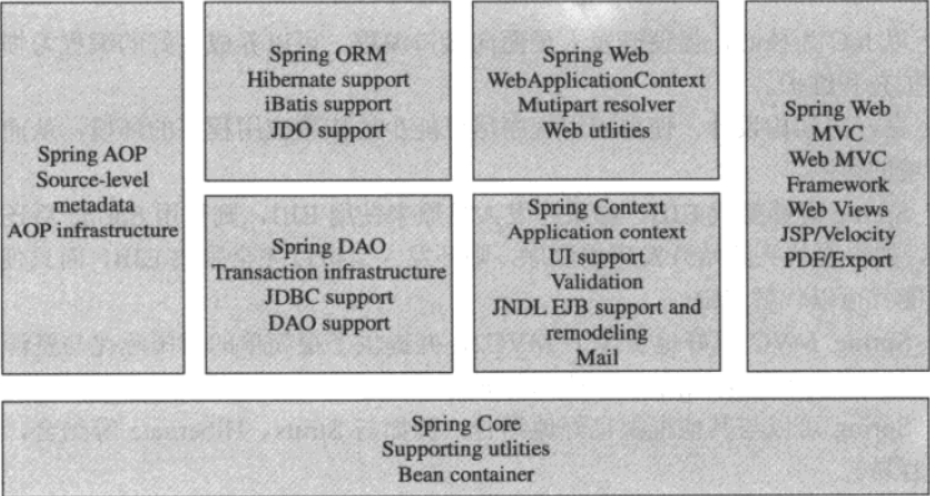 Spring AOP
Source-level
metadata
AOP infrastructure
Spring ORM
Hibernate support
iBatis support
JDO support
Spring DAO
Transaction infrastructure
JDBC support
DAO support
Spring Web
WebApplicationContext
Mutipart resolver
Web utlities
Spring Context
Application context
UI support
Validation
JNDL EJB support and
remodeling
Mail
Spring Web
MVC
Web MVC
Framework
Web Views
JSP/Velocity
PDF/Export
Spring Core
Supporting utlities
Bean container